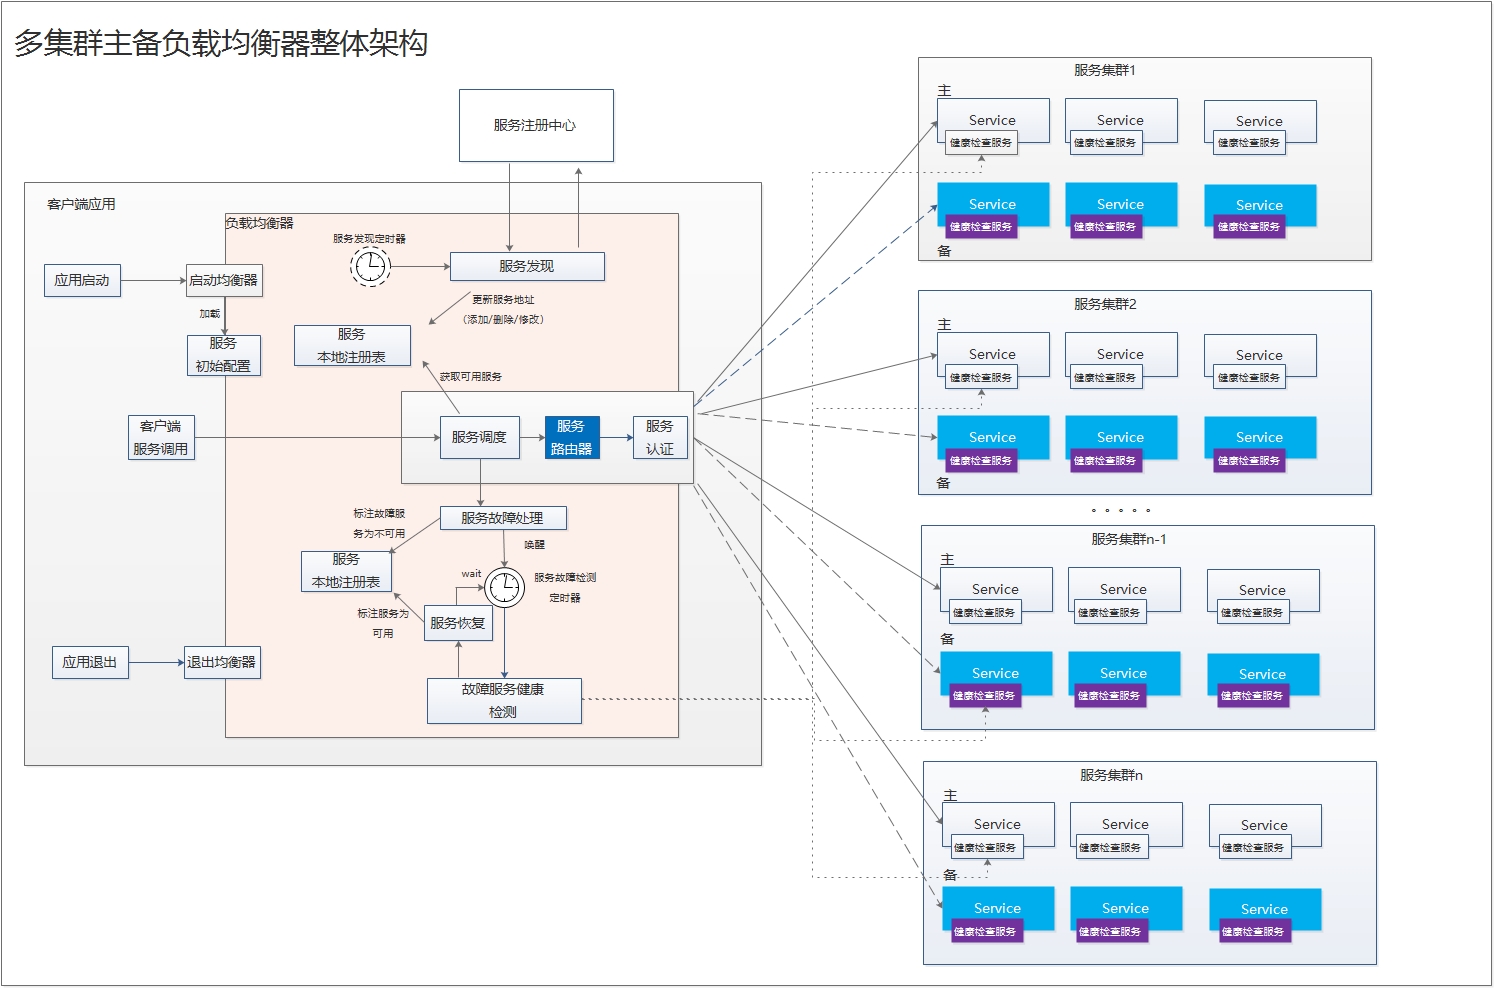 多集群主备负载均衡器整体架构
服务注册中心
客户端应用
负载均衡器
服务发现定时器
服务发现
应用启动
启动均衡器
加载
服务
初始配置
更新服务地址
(添加/删除/修改)
服务
本地注册表
获取可用服务
客户端
服务调用
服务调度
服务
路由器
服务
认证
标注故障服
务为不可用
服务故障处理
唤醒
服务
本地注册表
wait
服务故障检测
定时器
标注服务为
可用
服务恢复
应用退出
退出均衡器
故障服务健康
检测
服务集群1
主
Service
Service
Service
健康检查服务
健康检查服务
健康检查服务
Service
Service
Service
健康检查服务
健康检查服务
健康检查服务
备
服务集群2
主
Service
Service
Service
健康检查服务
健康检查服务
健康检查服务
Service
Service
Service
健康检查服务
健康检查服务
健康检查服务
备
。。。。。
服务集群n-1
主
Service
Service
Service
健康检查服务
健康检查服务
健康检查服务
备
Service
Service
Service
健康检查服务
健康检查服务
健康检查服务
服务集群n
主
Service
Service
Service
健康检查服务
健康检查服务
健康检查服务
备
Service
Service
Service
健康检查服务
健康检查服务
健康检查服务